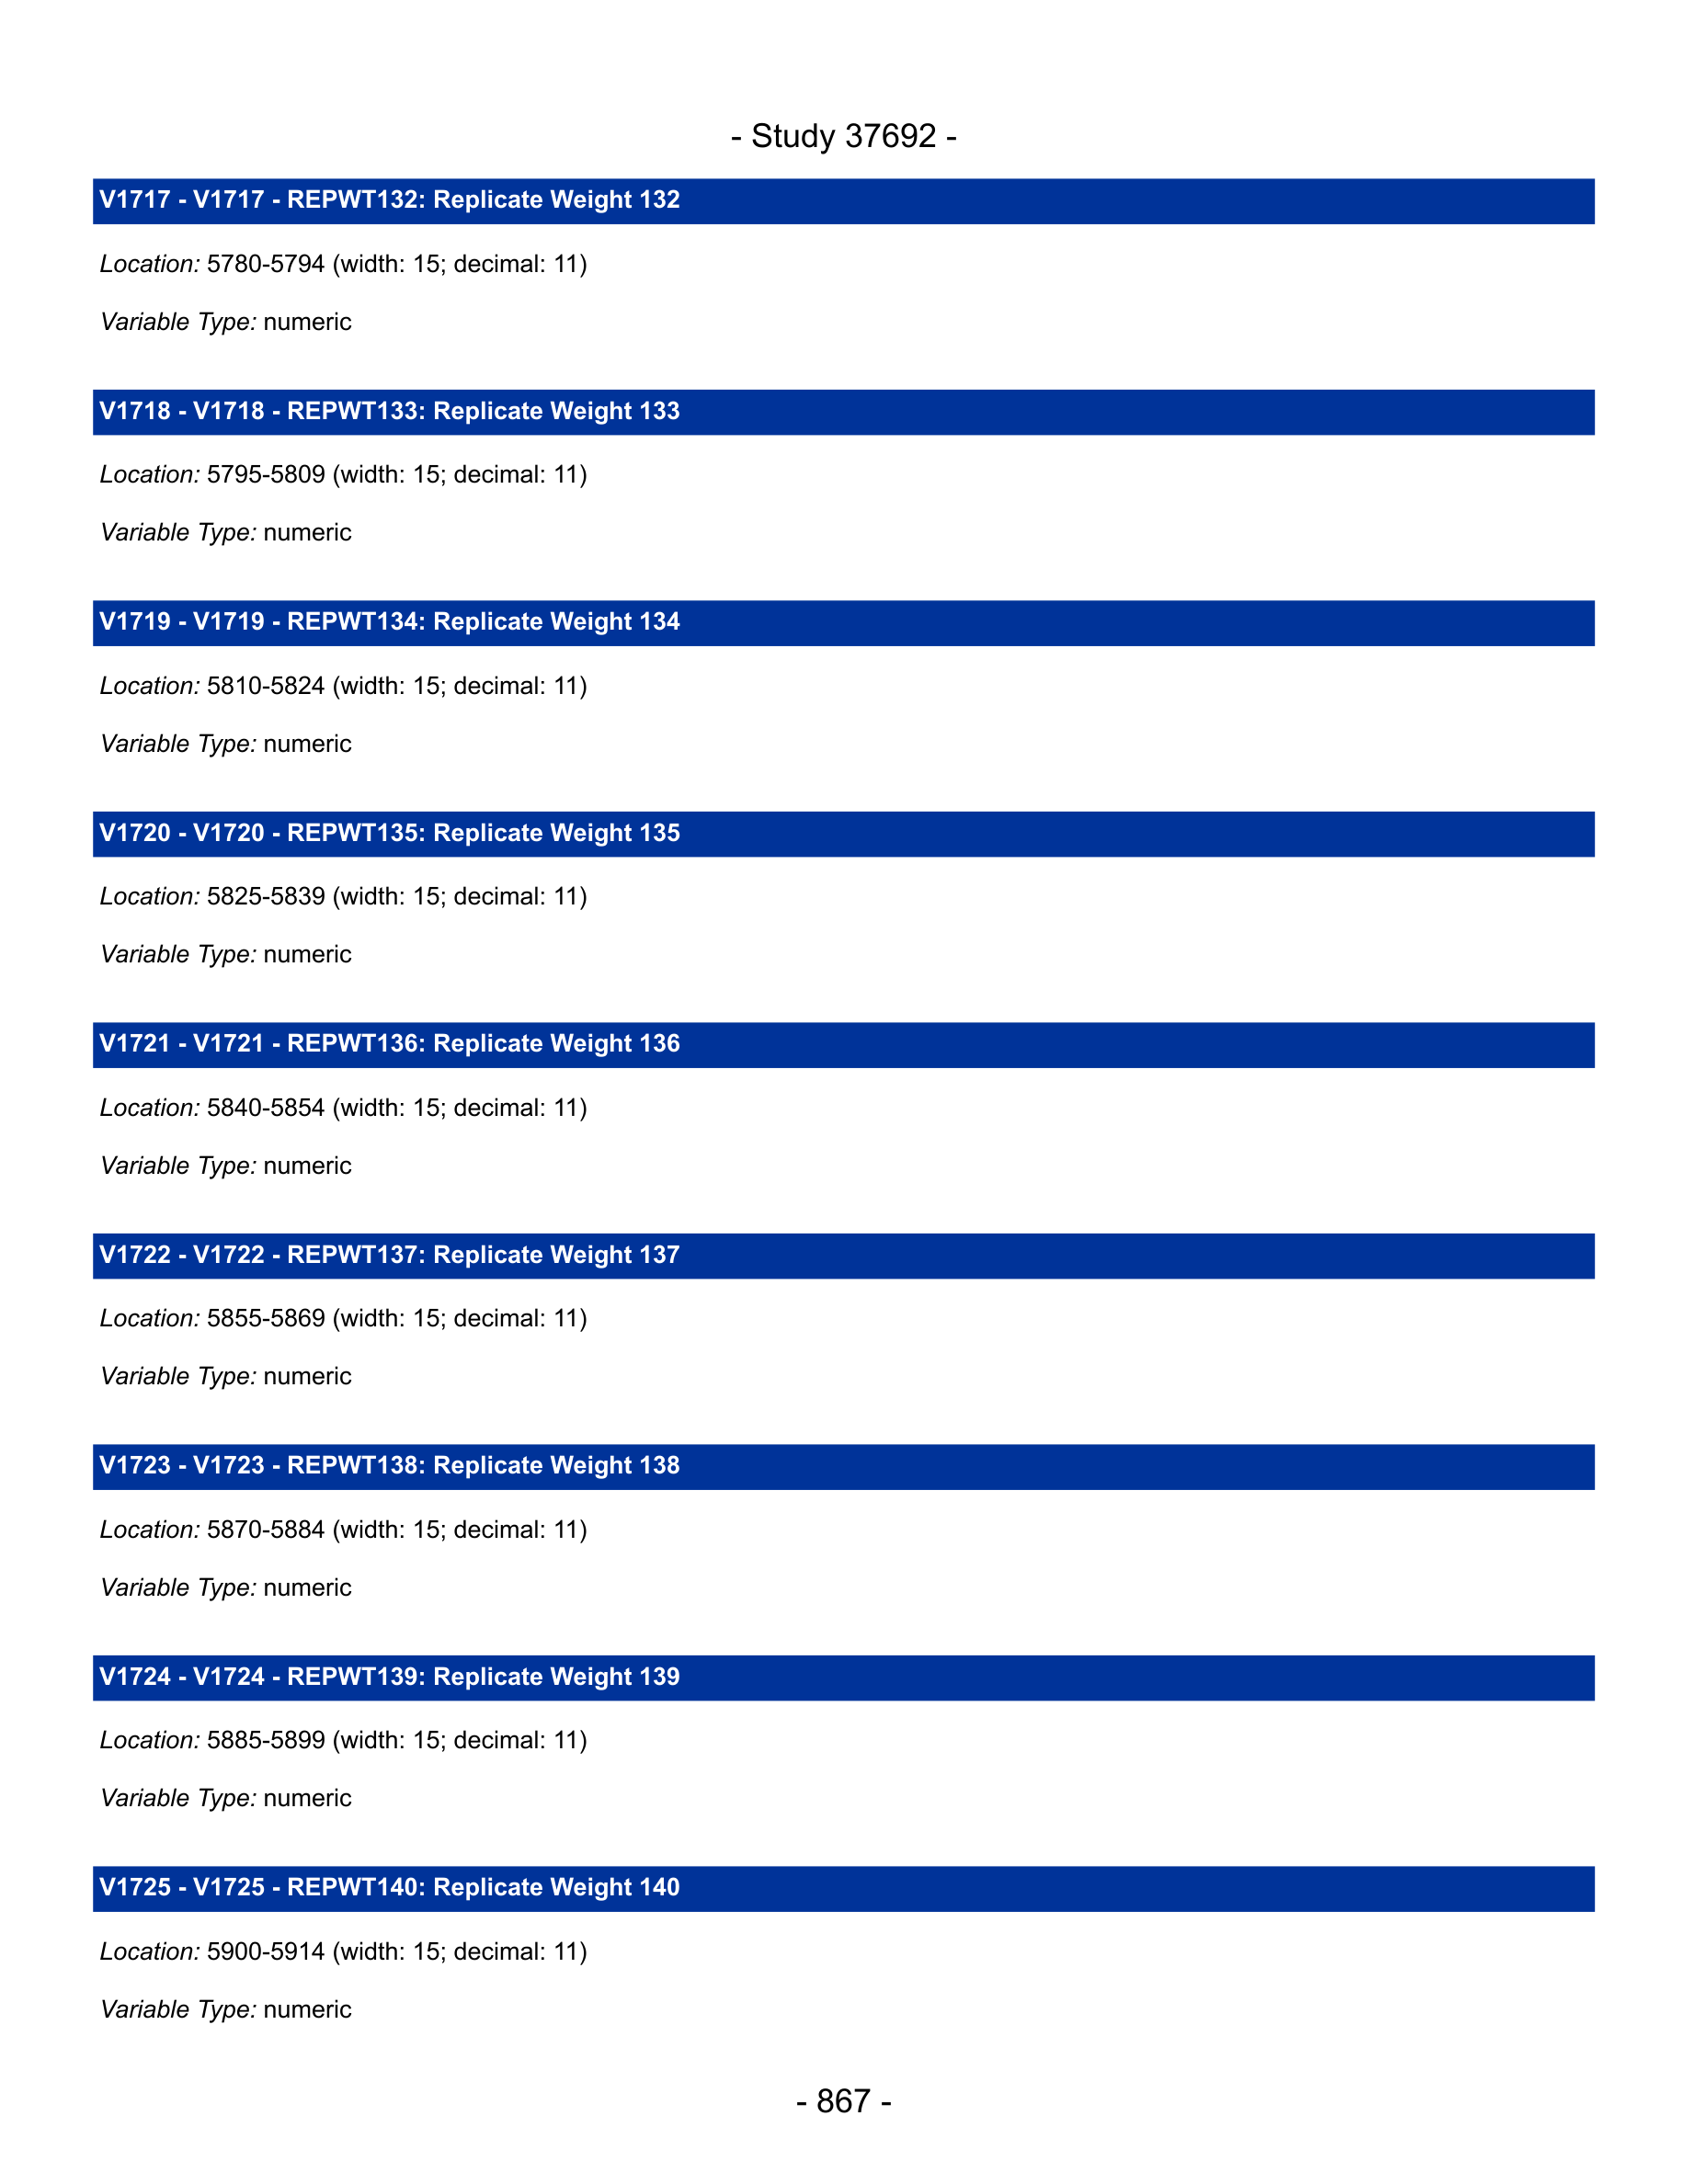 - Study 37692 -
V1717 - V1717 - REPWT132: Replicate Weight 132
Location: 5780-5794 (width: 15; decimal: 11)
Variable Type: numeric
V1718 - V1718 - REPWT133: Replicate Weight 133
Location: 5795-5809 (width: 15; decimal: 11)
Variable Type: numeric
V1719 - V1719 - REPWT134: Replicate Weight 134
Location: 5810-5824 (width: 15; decimal: 11)
Variable Type: numeric
V1720 - V1720 - REPWT135: Replicate Weight 135
Location: 5825-5839 (width: 15; decimal: 11)
Variable Type: numeric
V1721 - V1721 - REPWT136: Replicate Weight 136
Location: 5840-5854 (width: 15; decimal: 11)
Variable Type: numeric
V1722 - V1722 - REPWT137: Replicate Weight 137
Location: 5855-5869 (width: 15; decimal: 11)
Variable Type: numeric
V1723 - V1723 - REPWT138: Replicate Weight 138
Location: 5870-5884 (width: 15; decimal: 11)
Variable Type: numeric
V1724 - V1724 - REPWT139: Replicate Weight 139
Location: 5885-5899 (width: 15; decimal: 11)
Variable Type: numeric
V1725 - V1725 - REPWT140: Replicate Weight 140
Location: 5900-5914 (width: 15; decimal: 11)
Variable Type: numeric
- 867 -